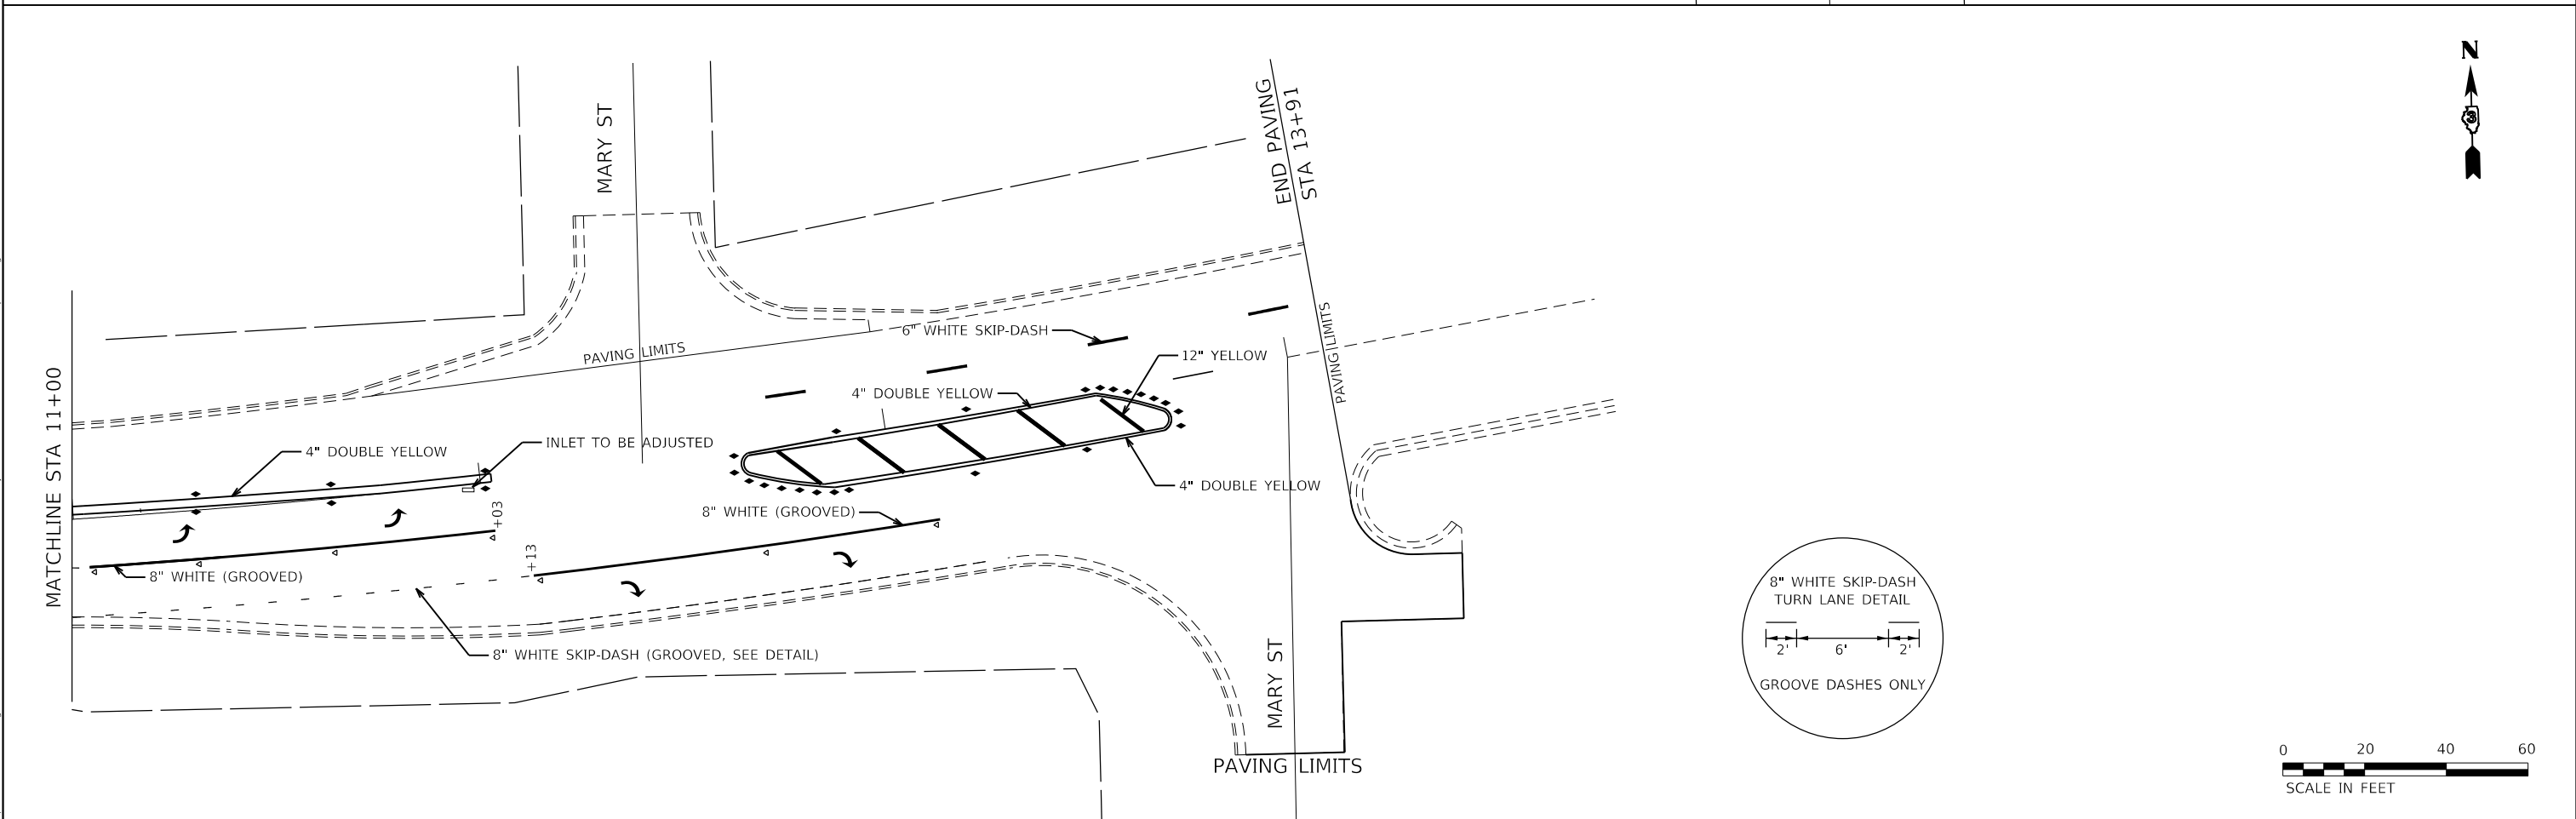 N
3
MARY ST
END PAVING
STA 13+91
PAVING LIMITS
6" WHITE SKIP-DASH
12" YELLOW
PAVING LIMITS
4" DOUBLE YELLOW
MATCHLINE STA 11+00
4" DOUBLE YELLOW
INLET TO BE ADJUSTED
4" DOUBLE YELLOW
8" WHITE (GROOVED)
+03
+13
8" WHITE (GROOVED)
8" WHITE SKIP-DASH (GROOVED, SEE DETAIL)
MARY ST
PAVING LIMITS
8" WHITE SKIP-DASH
TURN LANE DETAIL
2' 6' 2'
GROOVE DASHES ONLY
0 20 40 60
SCALE IN FEET